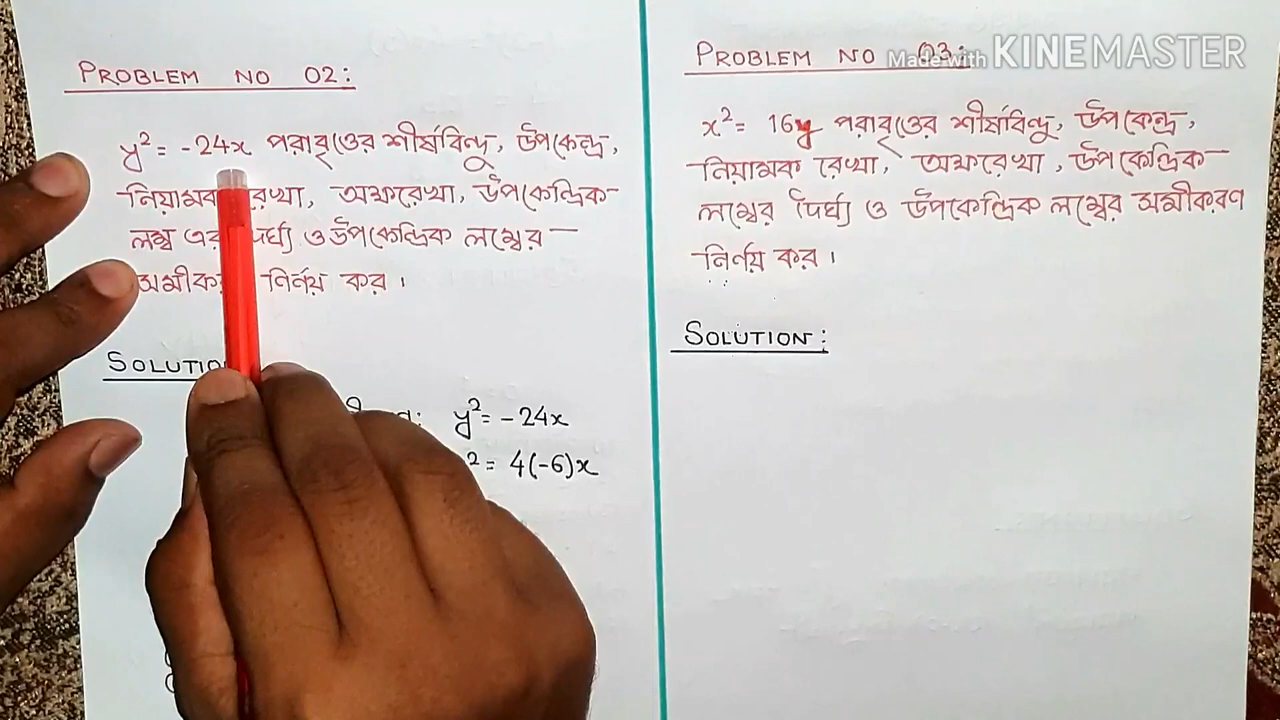 PROBLEM NO 02:
y² = -24x পরাবৃত্তের শীর্ষবিন্দু, উপকেন্দ্র,
নিয়ামক রেখা, অক্ষরেখা, উপকেন্দ্রিক
লম্ব এর দৈর্ঘ্য ও উপকেন্দ্রিক লম্বের
সমীকরণ নির্নয় কর।
SOLUTION
y² = -24x
² = 4(-6)x
PROBLEM NO 03:
Made with KINEMASTER
x² = 16y পরাবৃত্তের শীর্ষবিন্দু, উপকেন্দ্র,
নিয়ামক রেখা, অক্ষরেখা, উপকেন্দ্রিক
লম্বের দৈর্ঘ্য ও উপকেন্দ্রিক লম্বের সমীকরণ
নির্ণয় কর।
SOLUTION: